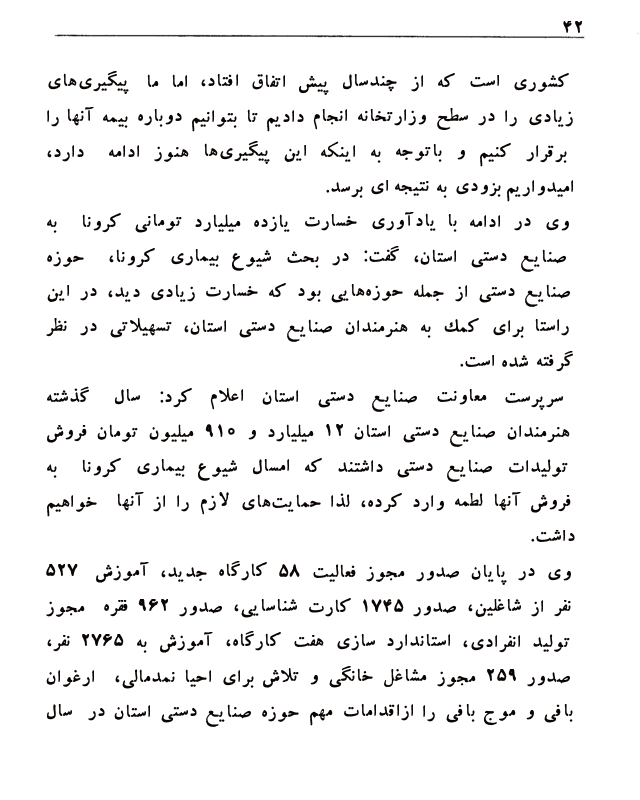 ۴۲
کشوری است که از چندسال پیش اتفاق افتاد، اما ما پیگیری‌های
زیادی را در سطح وزارتخانه انجام دادیم تا بتوانیم دوباره بیمه آنها را
برقرار کنیم و باتوجه به اینکه این پیگیری‌ها هنوز ادامه دارد،
امیدواریم بزودی به نتیجه ای برسد.
وی در ادامه با یادآوری خسارت یازده میلیارد تومانی کرونا به
صنایع دستی استان، گفت: در بحث شیوع بیماری کرونا، حوزه
صنایع دستی از جمله حوزه‌هایی بود که خسارت زیادی دید، در این
راستا برای کمك به هنرمندان صنایع دستی استان، تسهیلاتی در نظر
گرفته شده است.
سرپرست معاونت صنایع دستی استان اعلام کرد: سال گذشته
هنرمندان صنایع دستی استان ۱۲ میلیارد و ۹۱۰ میلیون تومان فروش
تولیدات صنایع دستی داشتند که امسال شیوع بیماری کرونا به
فروش آنها لطمه وارد کرده، لذا حمایت‌های لازم را از آنها خواهیم
داشت.
وی در پایان صدور مجوز فعالیت ۵۸ کارگاه جدید، آموزش ۵۲۷
نفر از شاغلین، صدور ۱۷۴۵ کارت شناسایی، صدور ۹۶۲ فقره مجوز
تولید انفرادی، استاندارد سازی هفت کارگاه، آموزش به ۲۷۶۵ نفر،
صدور ۲۵۹ مجوز مشاغل خانگی و تلاش برای احیا نمدمالی، ارغوان
بافی و موج بافی را ازاقدامات مهم حوزه صنایع دستی استان در سال